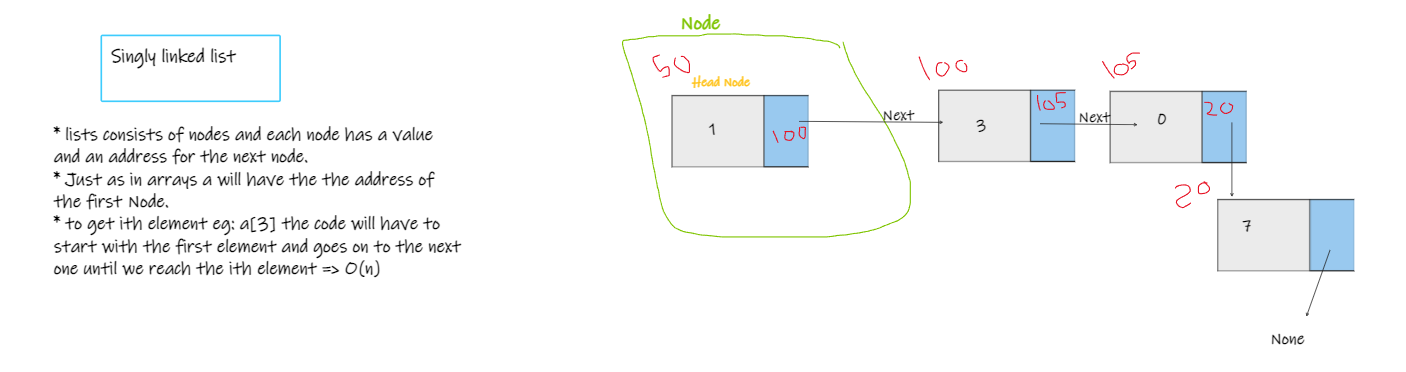 Singly linked list
* lists consists of nodes and each node has a value
and an address for the next node.
* Just as in arrays a will have the the address of
the first Node.
* to get ith element eg: a[3] the code will have to
start with the first element and goes on to the next
one until we reach the ith element => O(n)
Node
50
Head Node
1
100
Next
100
3
105
Next
105
0
20
20
7
None